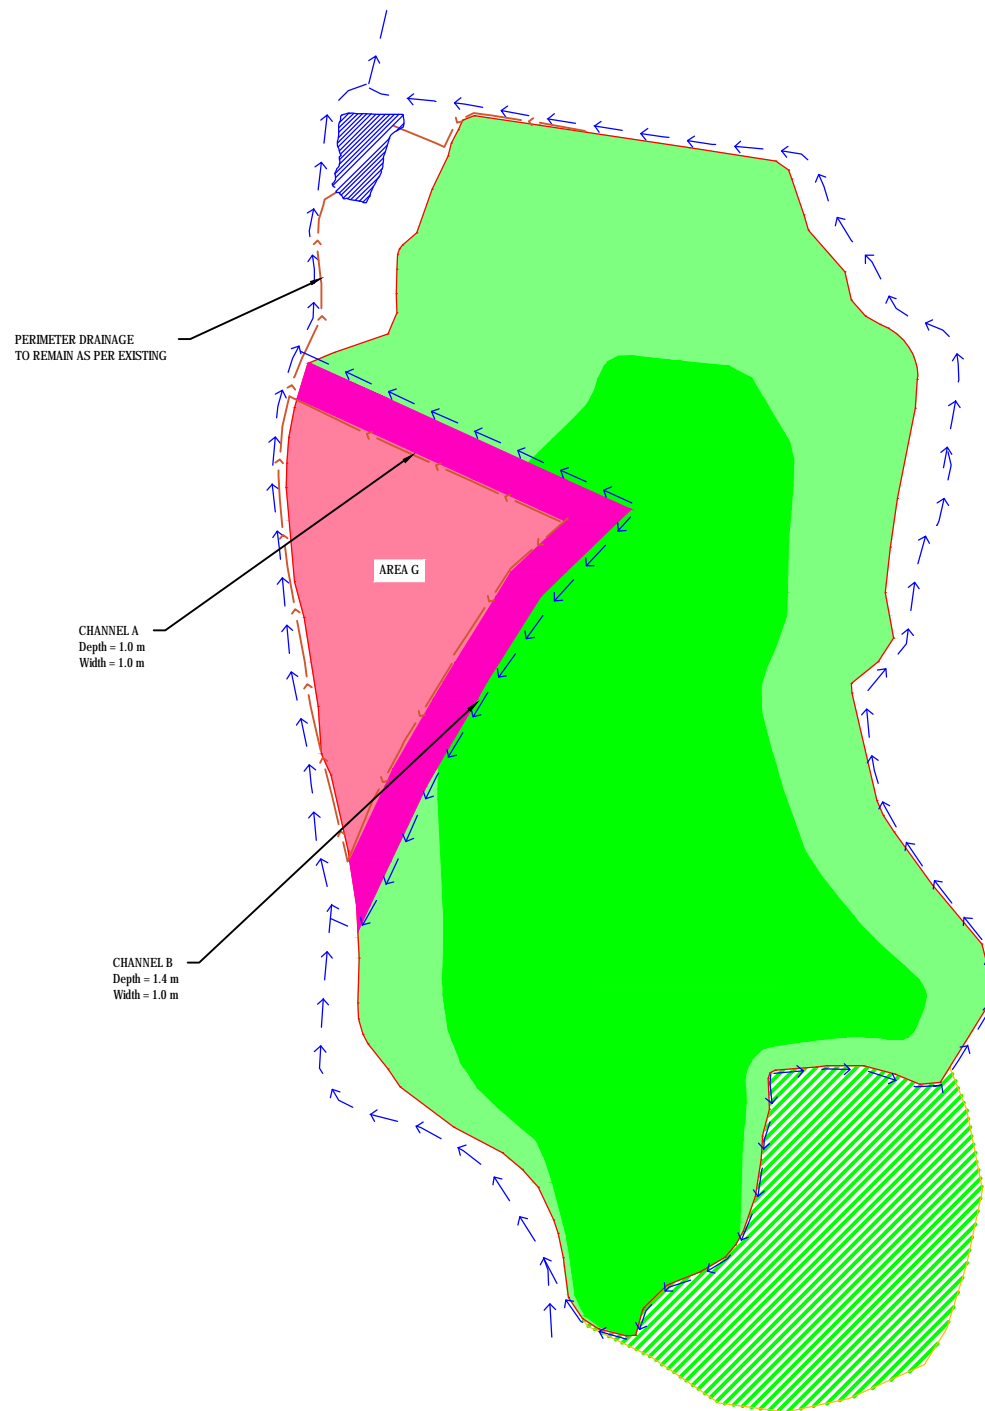 PERIMETER DRAINAGE
TO REMAIN AS PER EXISTING
AREA G
CHANNEL A
Depth = 1.0 m
Width = 1.0 m
CHANNEL B
Depth = 1.4 m
Width = 1.0 m